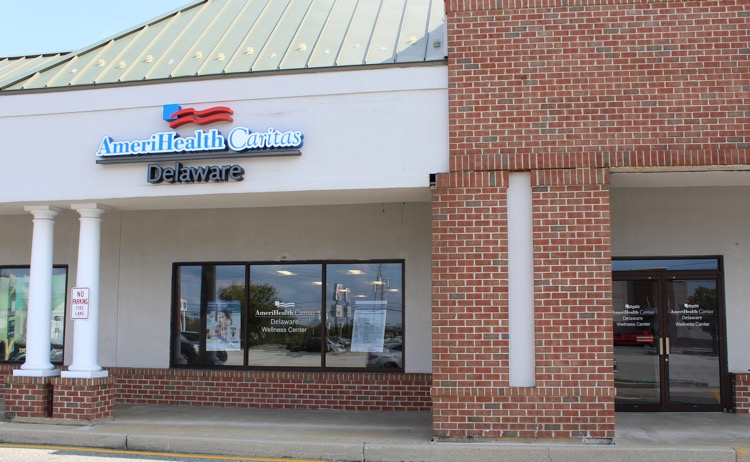 AmeriHealth Caritas
Delaware
NO
PARKING
FIRE
LANE
AmeriHealth Caritas
Delaware
Wellness Center
AmeriHealth Caritas
Delaware
Wellness Center
AmeriHealth Caritas
Delaware
Wellness Center